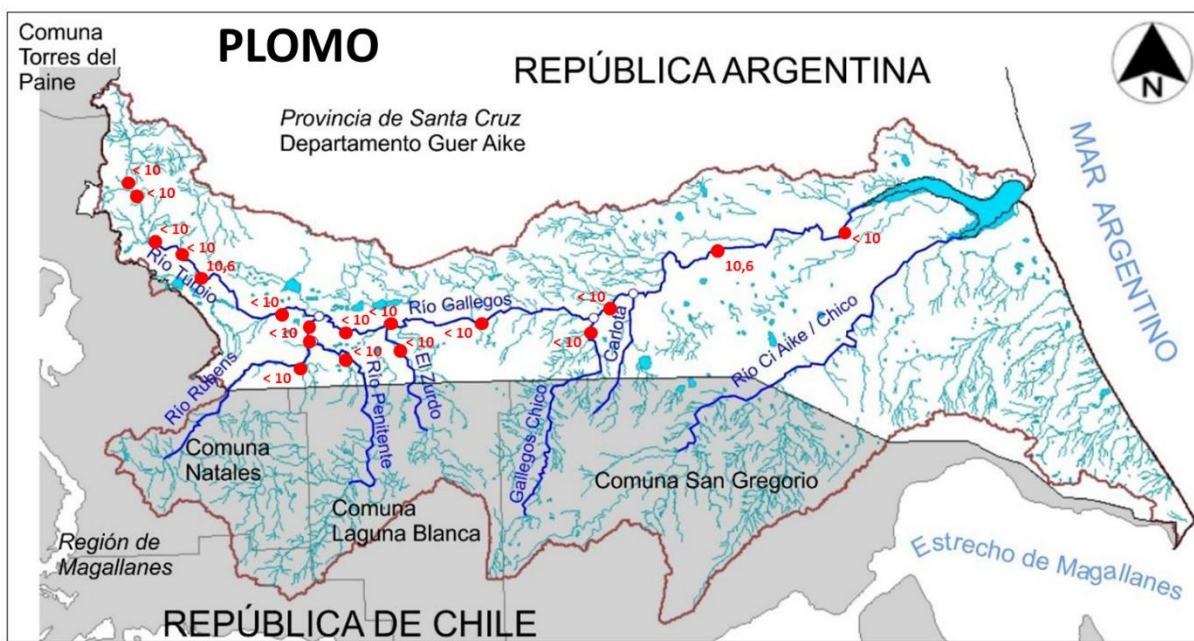 Comuna
Torres del
Paine
PLOMO
REPÚBLICA ARGENTINA
N
Provincia de Santa Cruz
Departamento Guer Aike
MAR ARGENTINO
< 10
< 10
< 10
< 10
10,6
Río Turbio
< 10
< 10
< 10
Río Gallegos
< 10
< 10
10,6
< 10
< 10
< 10
< 10
< 10
< 10
Carlota
Río Rubens
Río Penitente
El Zurdo
Gallegos Chico
Río Ci Aike / Chico
Comuna
Natales
Comuna
Laguna Blanca
Comuna San Gregorio
Región de
Magallanes
Estrecho de Magallanes
REPÚBLICA DE CHILE